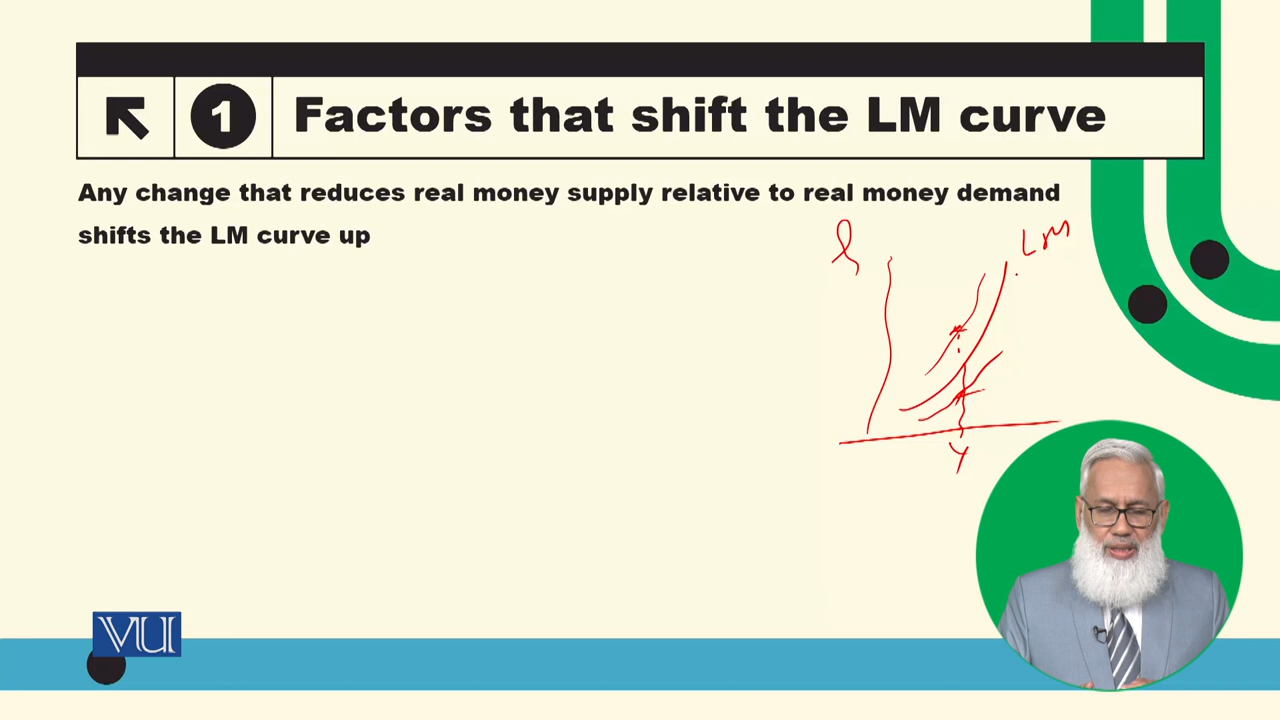 1 Factors that shift the LM curve
Any change that reduces real money supply relative to real money demand
shifts the LM curve up
LM
Y
VU